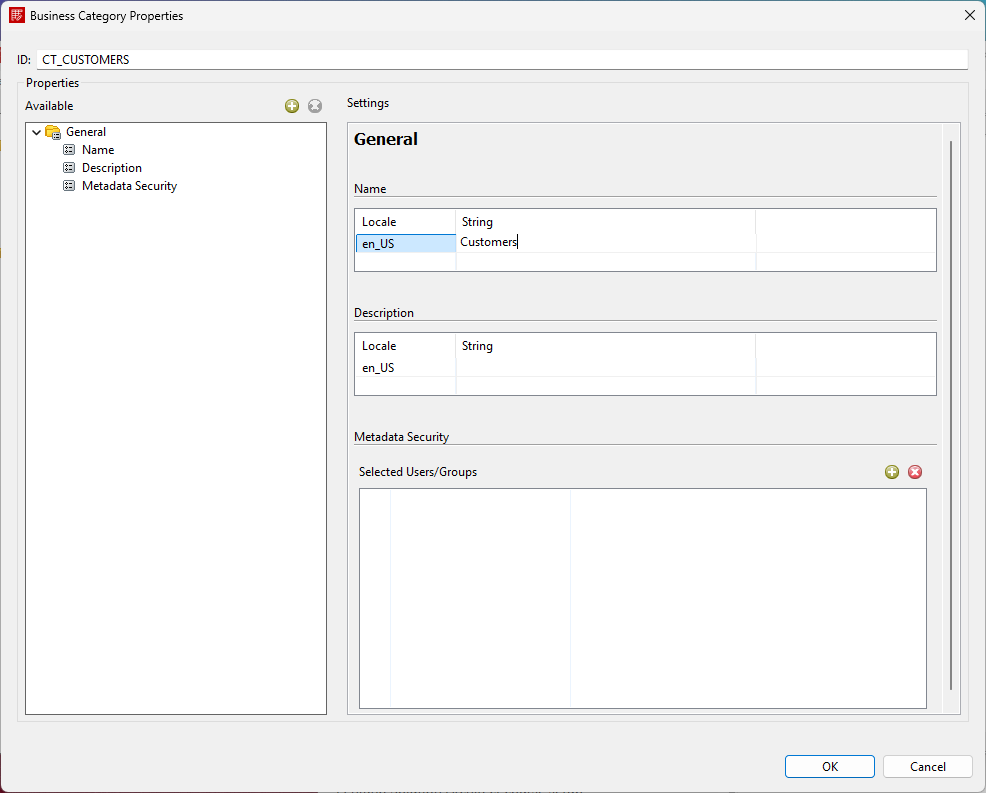 Business Category Properties
ID: CT_CUSTOMERS
Properties
Available
General
Name
Description
Metadata Security
Settings
General
Name
Locale String
en_US Customers
Description
Locale String
en_US
Metadata Security
Selected Users/Groups
OK Cancel